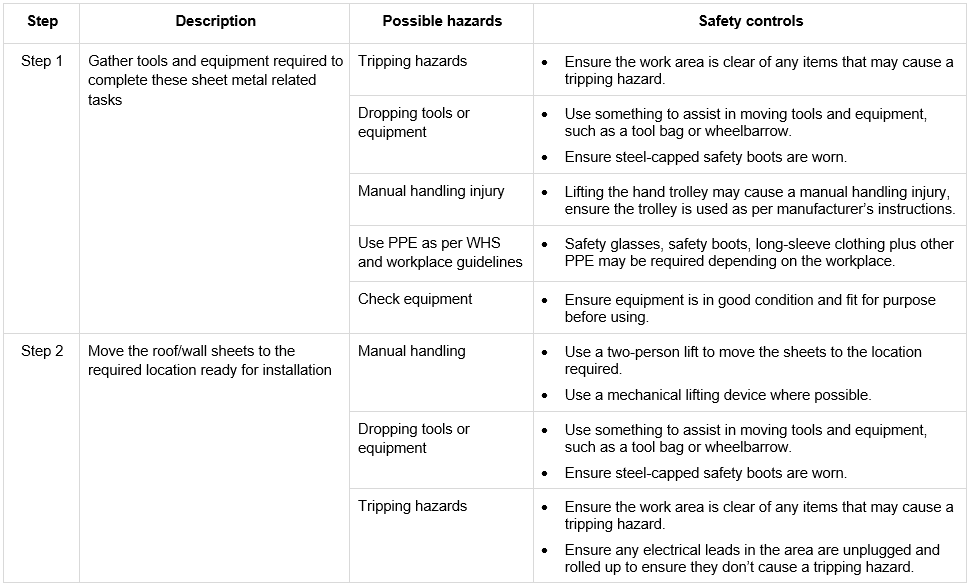 Step Description Possible hazards Safety controls
Step 1
Gather tools and equipment required to
complete these sheet metal related
tasks
Tripping hazards
• Ensure the work area is clear of any items that may cause a
tripping hazard.
Dropping tools or
equipment
• Use something to assist in moving tools and equipment,
such as a tool bag or wheelbarrow.
• Ensure steel-capped safety boots are worn.
Manual handling injury
• Lifting the hand trolley may cause a manual handling injury,
ensure the trolley is used as per manufacturer’s instructions.
Use PPE as per WHS
and workplace guidelines
• Safety glasses, safety boots, long-sleeve clothing plus other
PPE may be required depending on the workplace.
Check equipment
• Ensure equipment is in good condition and fit for purpose
before using.
Step 2
Move the roof/wall sheets to the
required location ready for installation
Manual handling
• Use a two-person lift to move the sheets to the location
required.
• Use a mechanical lifting device where possible.
Dropping tools or
equipment
• Use something to assist in moving tools and equipment,
such as a tool bag or wheelbarrow.
• Ensure steel-capped safety boots are worn.
Tripping hazards
• Ensure the work area is clear of any items that may cause a
tripping hazard.
• Ensure any electrical leads in the area are unplugged and
rolled up to ensure they don’t cause a tripping hazard.